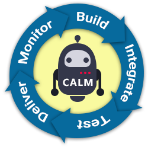 Build
Integrate
Test
Deliver
Monitor
CALM